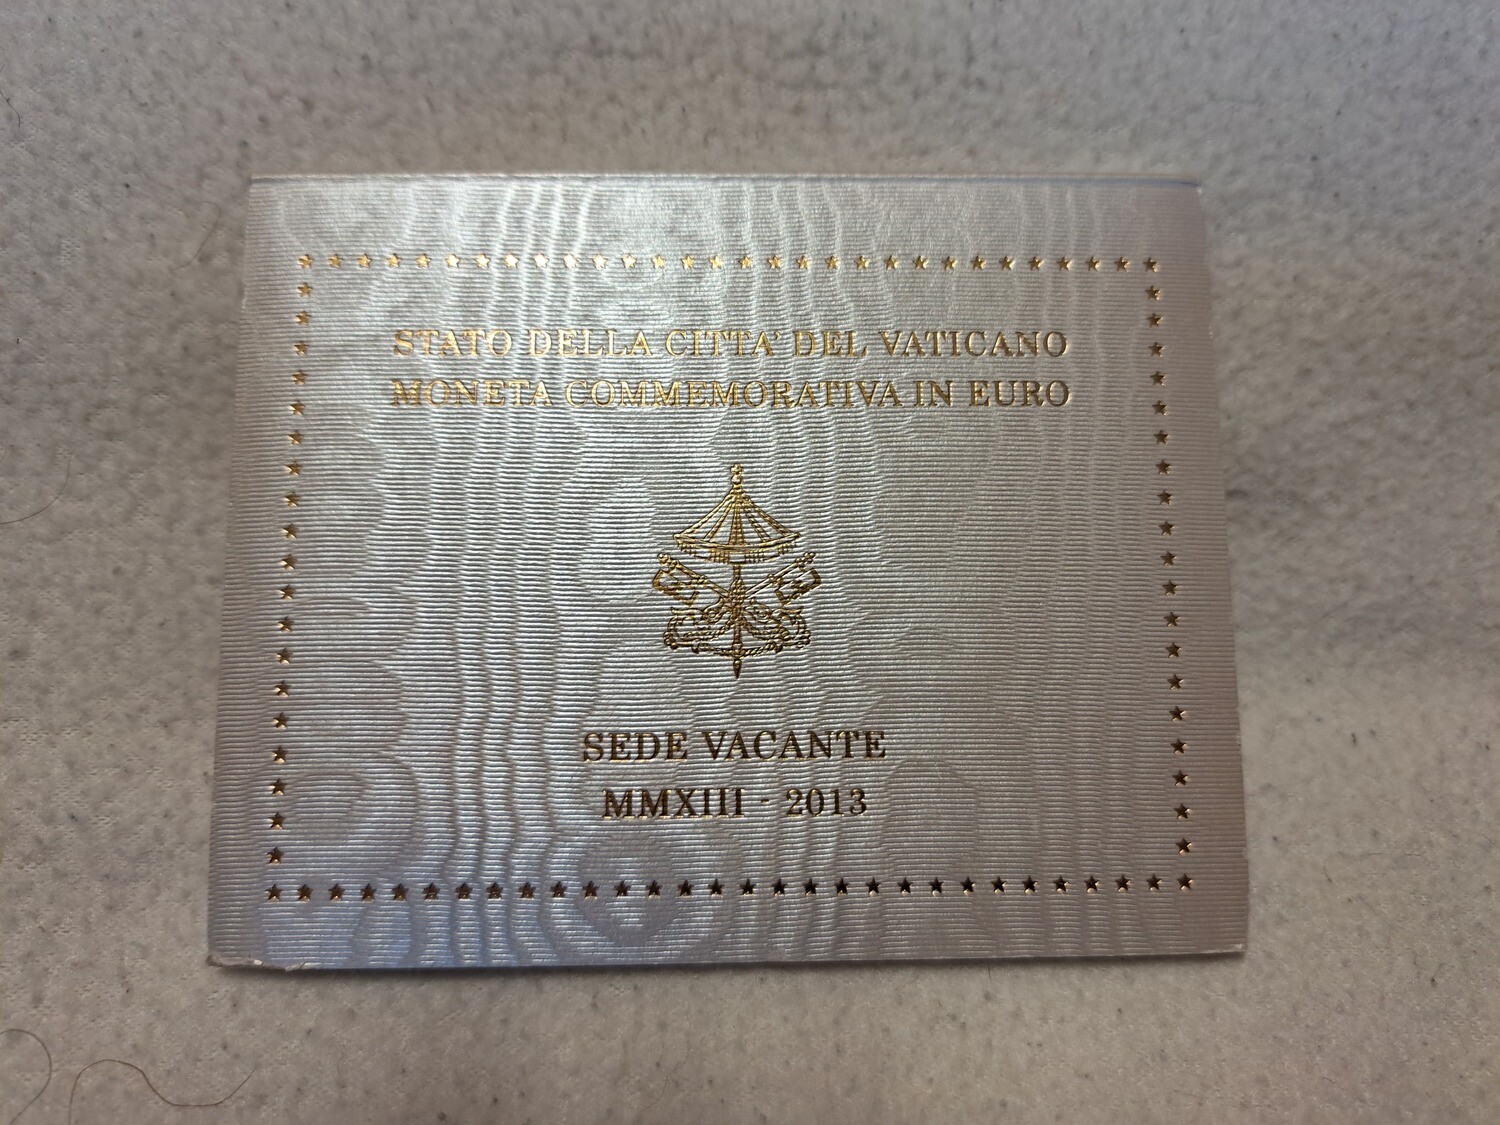 STATO DELLA CITTA' DEL VATICANO
MONETA COMMEMORATIVA IN EURO
SEDE VACANTE
MMXIII - 2013